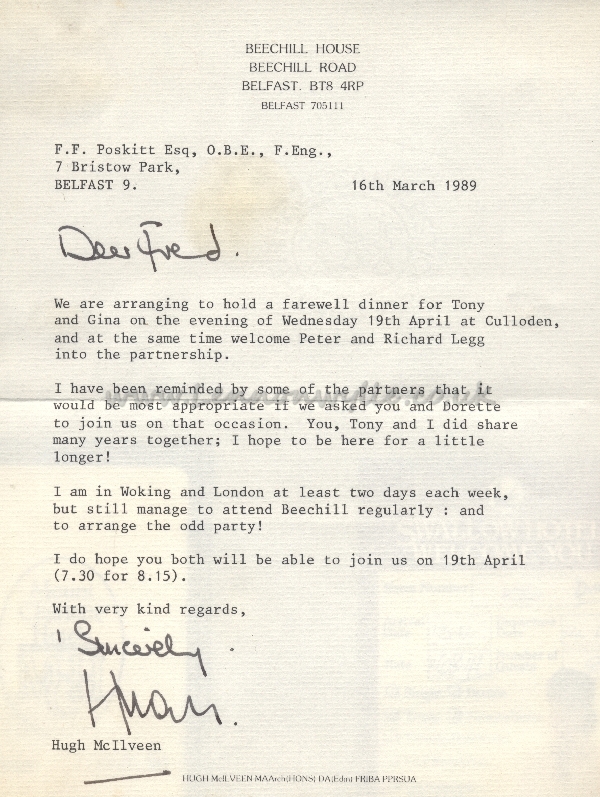 BEECHILL HOUSE
BEECHILL ROAD
BELFAST. BT8 4RP
BELFAST 705111
F.F. Poskitt Esq, O.B.E., F.Eng.,
7 Bristow Park,
BELFAST 9.
16th March 1989
Dear Fred.
We are arranging to hold a farewell dinner for Tony
and Gina on the evening of Wednesday 19th April at Culloden,
and at the same time welcome Peter and Richard Legg
into the partnership.
I have been reminded by some of the partners that it
would be most appropriate if we asked you and Dorette
to join us on that occasion. You, Tony and I did share
many years together; I hope to be here for a little
longer!
I am in Woking and London at least two days each week,
but still manage to attend Beechill regularly : and
to arrange the odd party!
I do hope you both will be able to join us on 19th April
(7.30 for 8.15).
With very kind regards,
Sincerely
Hugh McIlveen
HUGH McILVEEN MAArch(HONS) DA(Edin) FRIBA PPRSUA